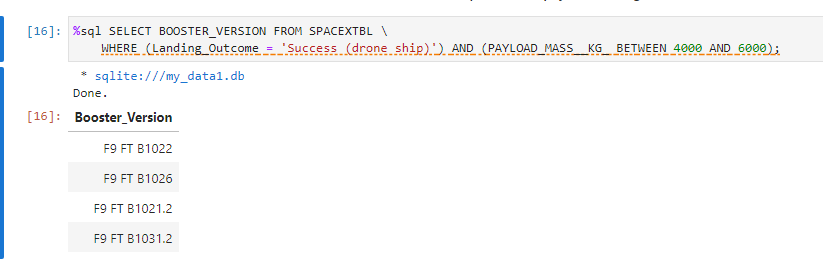 [16]: %sql SELECT BOOSTER_VERSION FROM SPACEXTBL \
WHERE (Landing_Outcome = 'Success (drone ship)') AND (PAYLOAD_MASS__KG_ BETWEEN 4000 AND 6000);
* sqlite:///my_data1.db
Done.
[16]: Booster_Version
F9 FT B1022
F9 FT B1026
F9 FT B1021.2
F9 FT B1031.2